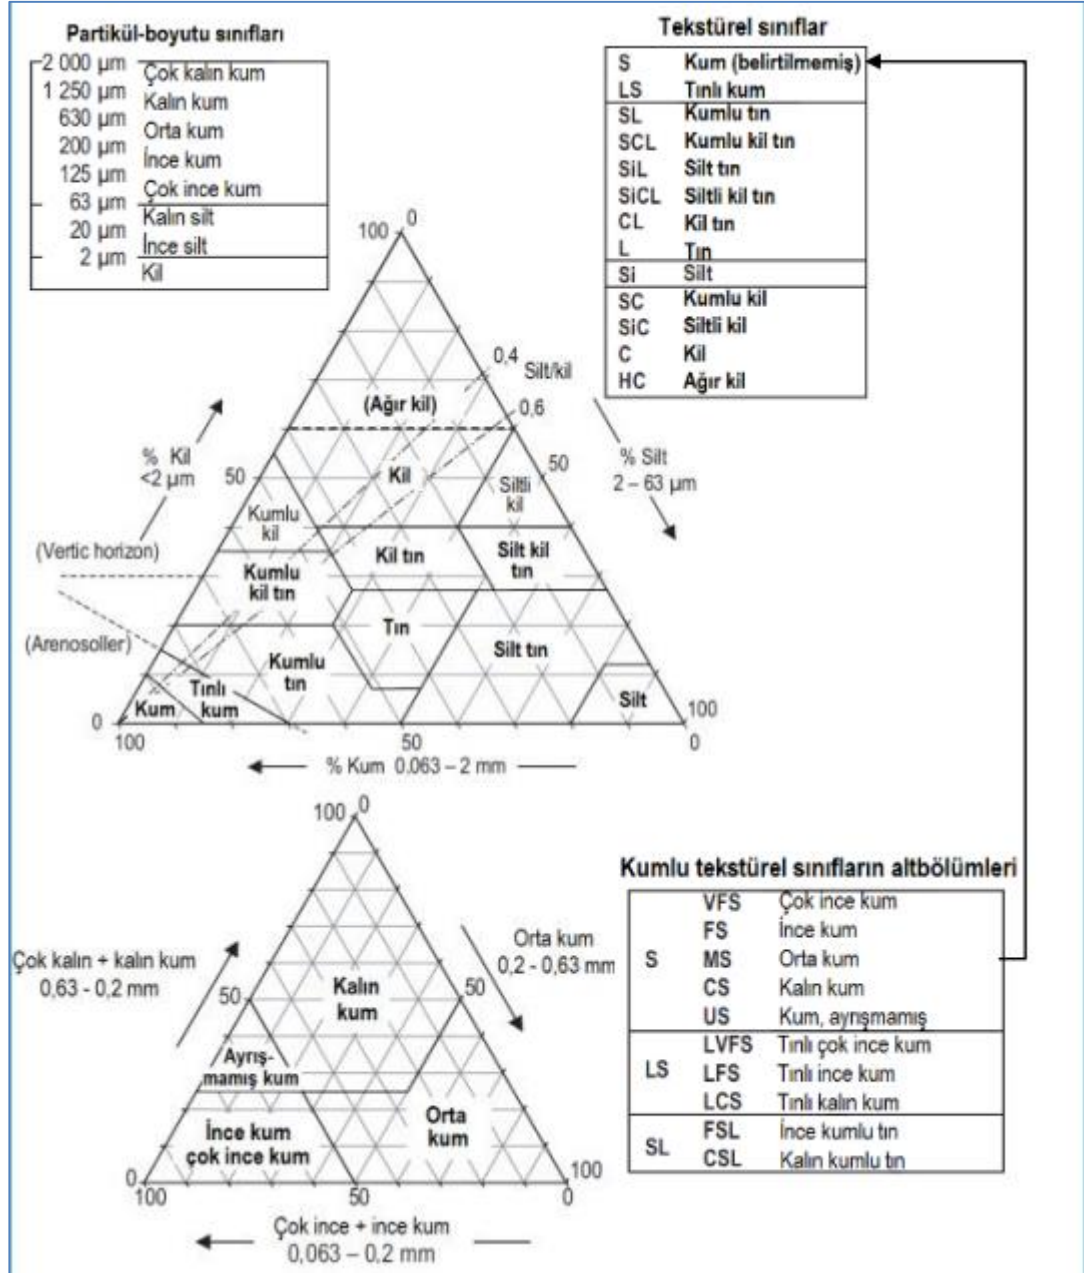 Partikül-boyutu sınıfları
2 000 µm Çok kalın kum
1 250 µm Kalın kum
630 µm Orta kum
200 µm İnce kum
125 µm Çok ince kum
63 µm Kalın silt
20 µm İnce silt
2 µm Kil
Tekstürel sınıflar
S Kum (belirtilmemiş)
LS Tınlı kum
SL Kumlu tın
SCL Kumlu kil tın
SiL Silt tın
SiCL Siltli kil tın
CL Kil tın
L Tın
Si Silt
SC Kumlu kil
SiC Siltli kil
C Kil
HC Ağır kil
100 0
0,4
Silt/kil
0,6
(Ağır kil)
% Kil
<2 µm
50
Kil
50
% Silt
2 – 63 µm
Siltli
kil
Kumlu
kil
(Vertic horizon)
Kil tın
Silt kil
tın
Kumlu
kil tın
(Arenosoller)
Tın
Silt tın
Kumlu
tın
Tınlı
kum
Kum
Silt
0
100
100
50
0
% Kum 0,063 – 2 mm
100 0
Çok kalın + kalın kum
0,63 - 0,2 mm
Orta kum
0,2 - 0,63 mm
50
50
Kalın
kum
Ayrış-
mamış kum
İnce kum
çok ince kum
Orta
kum
0
100
100
50
0
Çok ince + ince kum
0,063 – 0,2 mm
Kumlu tekstürel sınıfların altbölümleri
S
VFS Çok ince kum
FS İnce kum
MS Orta kum
CS Kalın kum
US Kum, ayrışmamış
LS
LVFS Tınlı çok ince kum
LFS Tınlı ince kum
LCS Tınlı kalın kum
SL
FSL İnce kumlu tın
CSL Kalın kumlu tın